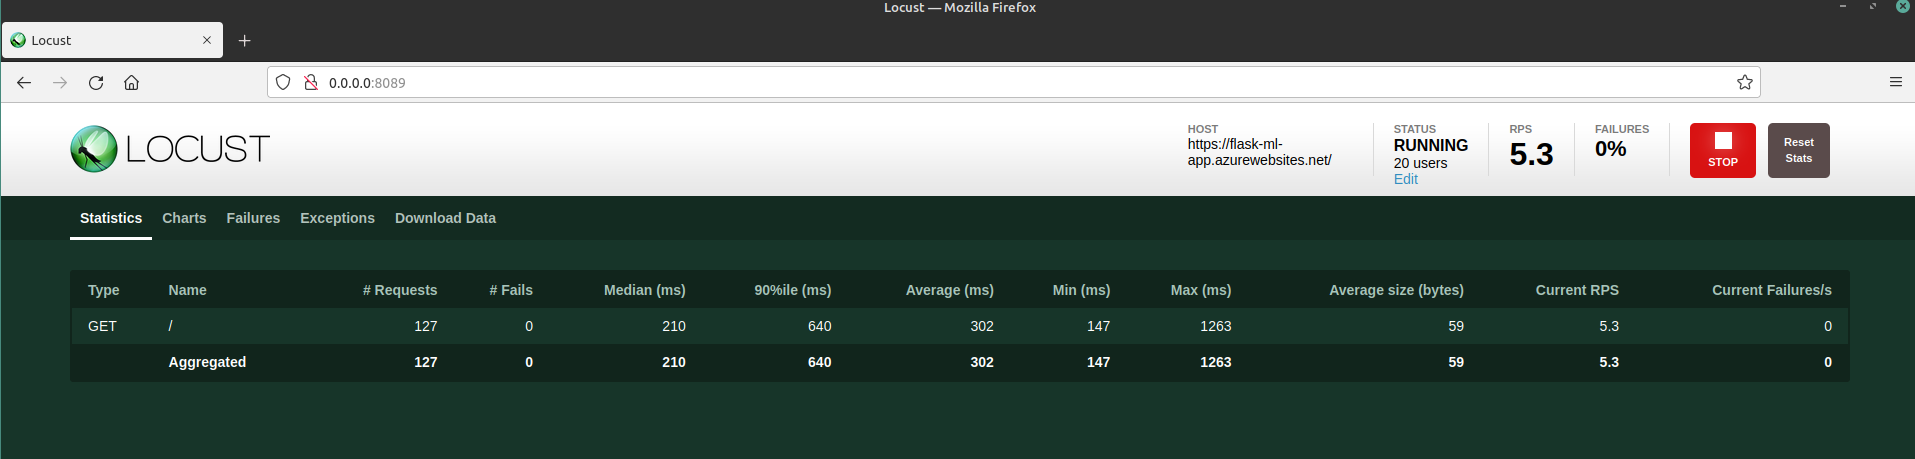 Locust — Mozilla Firefox
Locust
0.0.0.0:8089
LOCUST
HOST
https://flask-ml-
app.azurewebsites.net/
STATUS
RUNNING
20 users
Edit
RPS
5.3
FAILURES
0%
STOP
Reset
Stats
Statistics Charts Failures Exceptions Download Data
Type Name # Requests # Fails Median (ms) 90%ile (ms) Average (ms) Min (ms) Max (ms) Average size (bytes) Current RPS Current Failures/s
GET / 127 0 210 640 302 147 1263 59 5.3 0
Aggregated 127 0 210 640 302 147 1263 59 5.3 0